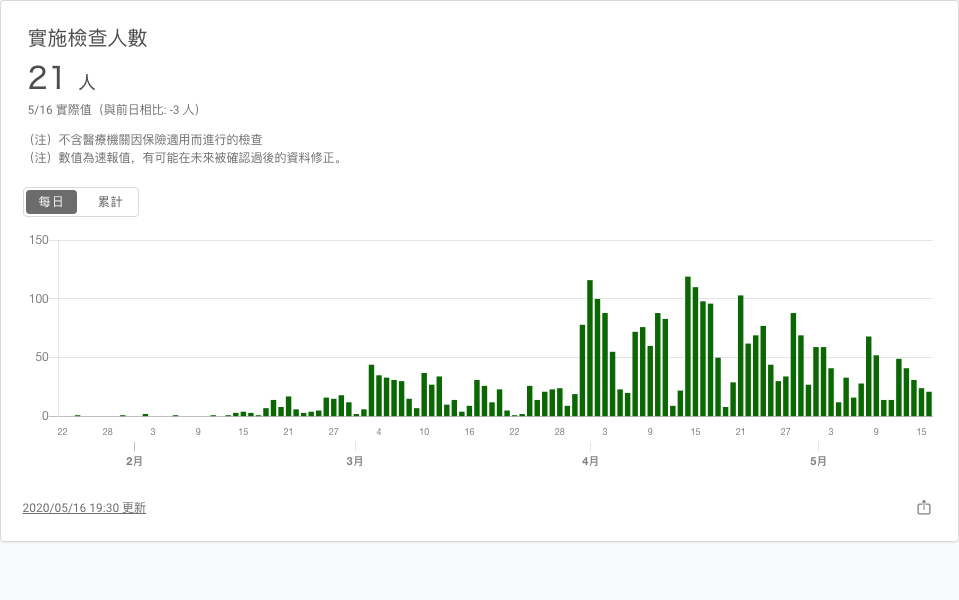 實施檢查人數
21 人
5/16 實際值（與前日相比: -3 人）
（注）不含醫療機關因保險適用而進行的檢查
（注）數值為速報值，有可能在未來被確認過後的資料修正。
每日 累計
150
100
50
0
22 28 3 9 15 21 27 4 10 16 22 28 3 9 15 21 27 3 9 15
2月 3月 4月 5月
2020/05/16 19:30 更新